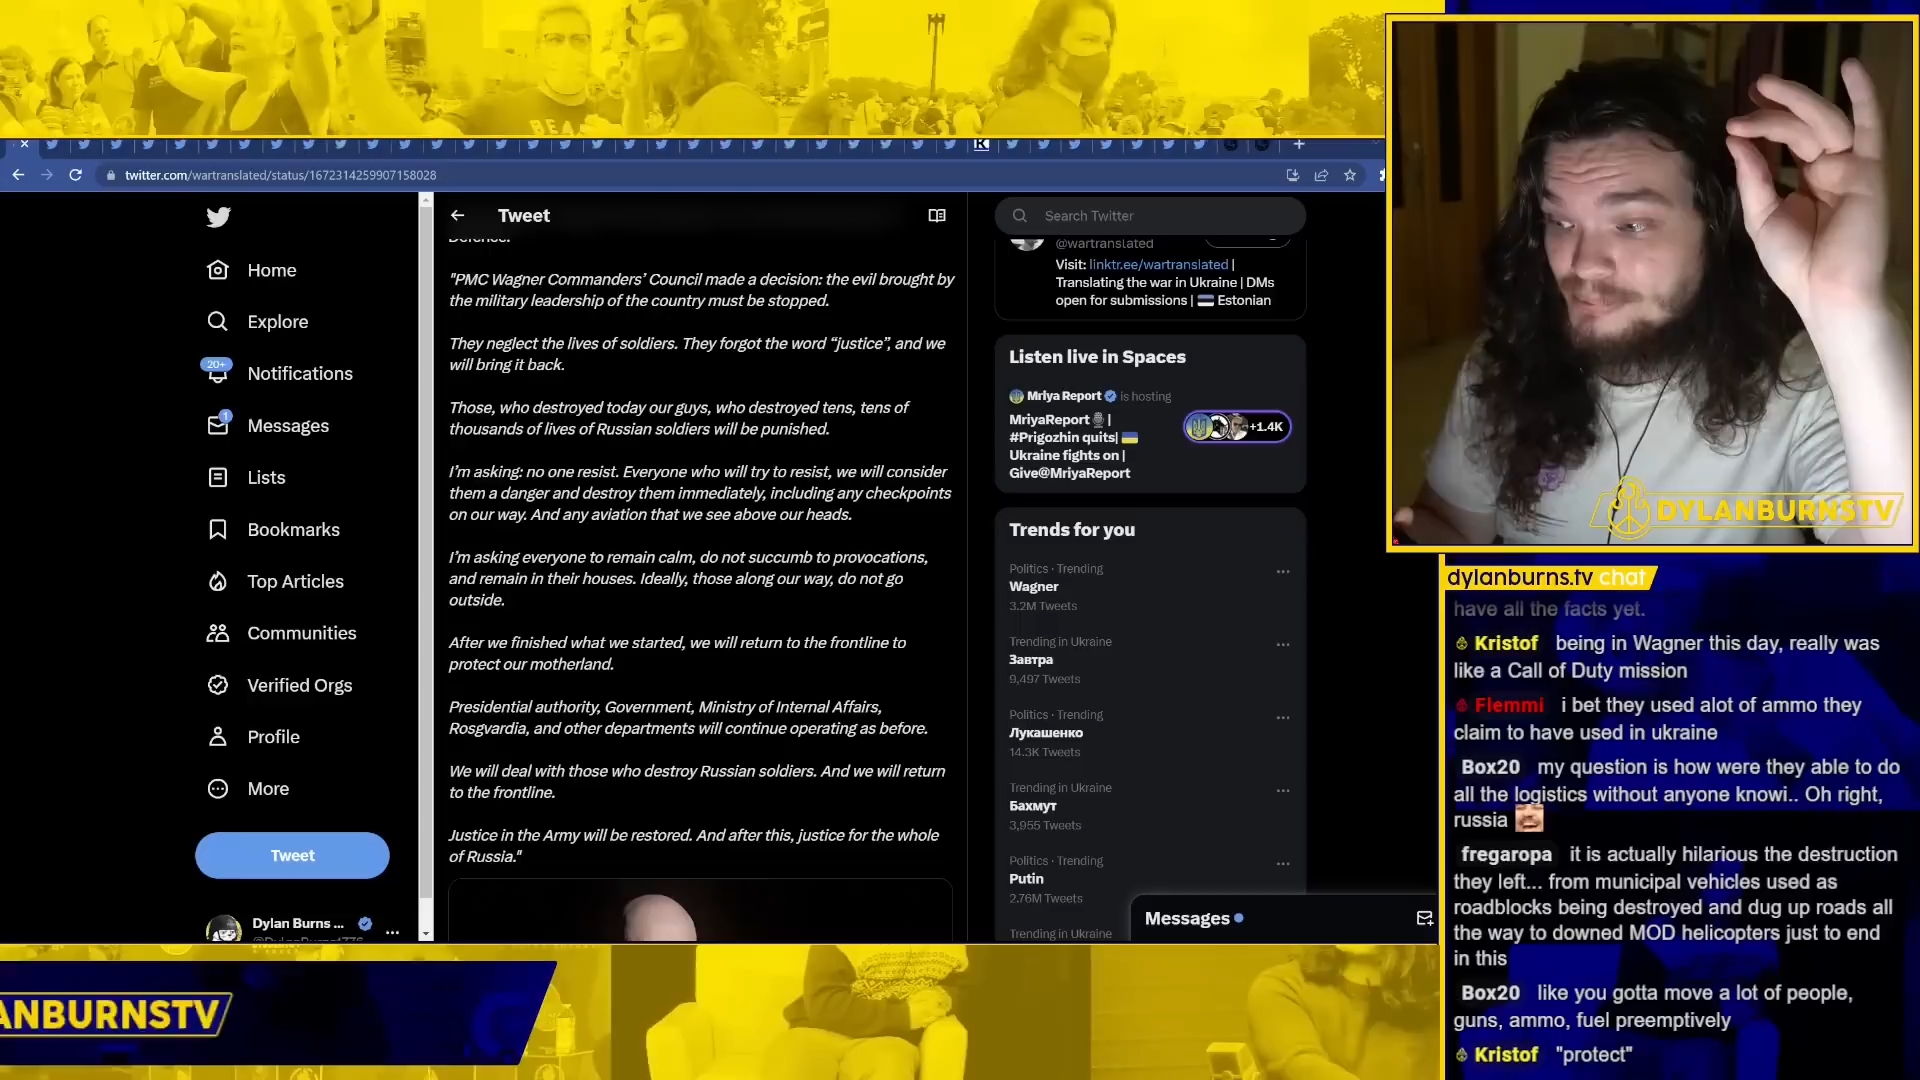 BEA
twitter.com/wartranslated/status/1672314259907158028
Home
Explore
20+
Notifications
1
Messages
Lists
Bookmarks
Top Articles
Communities
Verified Orgs
Profile
More
Tweet
Dylan Burns ...
Tweet
Defense.
"PMC Wagner Commanders’ Council made a decision: the evil brought by
the military leadership of the country must be stopped.
They neglect the lives of soldiers. They forgot the word “justice”, and we
will bring it back.
Those, who destroyed today our guys, who destroyed tens, tens of
thousands of lives of Russian soldiers will be punished.
I’m asking: no one resist. Everyone who will try to resist, we will consider
them a danger and destroy them immediately, including any checkpoints
on our way. And any aviation that we see above our heads.
I’m asking everyone to remain calm, do not succumb to provocations,
and remain in their houses. Ideally, those along our way, do not go
outside.
After we finished what we started, we will return to the frontline to
protect our motherland.
Presidential authority, Government, Ministry of Internal Affairs,
Rosgvardia, and other departments will continue operating as before.
We will deal with those who destroy Russian soldiers. And we will return
to the frontline.
Justice in the Army will be restored. And after this, justice for the whole
of Russia."
Search Twitter
@wartranslated
Visit: linktr.ee/wartranslated |
Translating the war in Ukraine | DMs
open for submissions | Estonian
Listen live in Spaces
Mriya Report is hosting
MriyaReport |
#Prigozhin quits|
Ukraine fights on |
Give@MriyaReport
+1.4K
Trends for you
Politics · Trending
Wagner
3.2M Tweets
Trending in Ukraine
Завтра
9,497 Tweets
Politics · Trending
Лукашенко
14.3K Tweets
Trending in Ukraine
Бахмут
3,955 Tweets
Politics · Trending
Putin
2.76M Tweets
Trending in Ukraine
Messages
DYLANBURNSTV
dylanburns.tv chat
have all the facts yet.
Kristof being in Wagner this day, really was
like a Call of Duty mission
Flemmi i bet they used alot of ammo they
claim to have used in ukraine
Box20 my question is how were they able to do
all the logistics without anyone knowi.. Oh right,
russia
fregaropa it is actually hilarious the destruction
they left... from municipal vehicles used as
roadblocks being destroyed and dug up roads all
the way to downed MOD helicopters just to end
in this
Box20 like you gotta move a lot of people,
guns, ammo, fuel preemptively
Kristof "protect"
ANBURNSTV